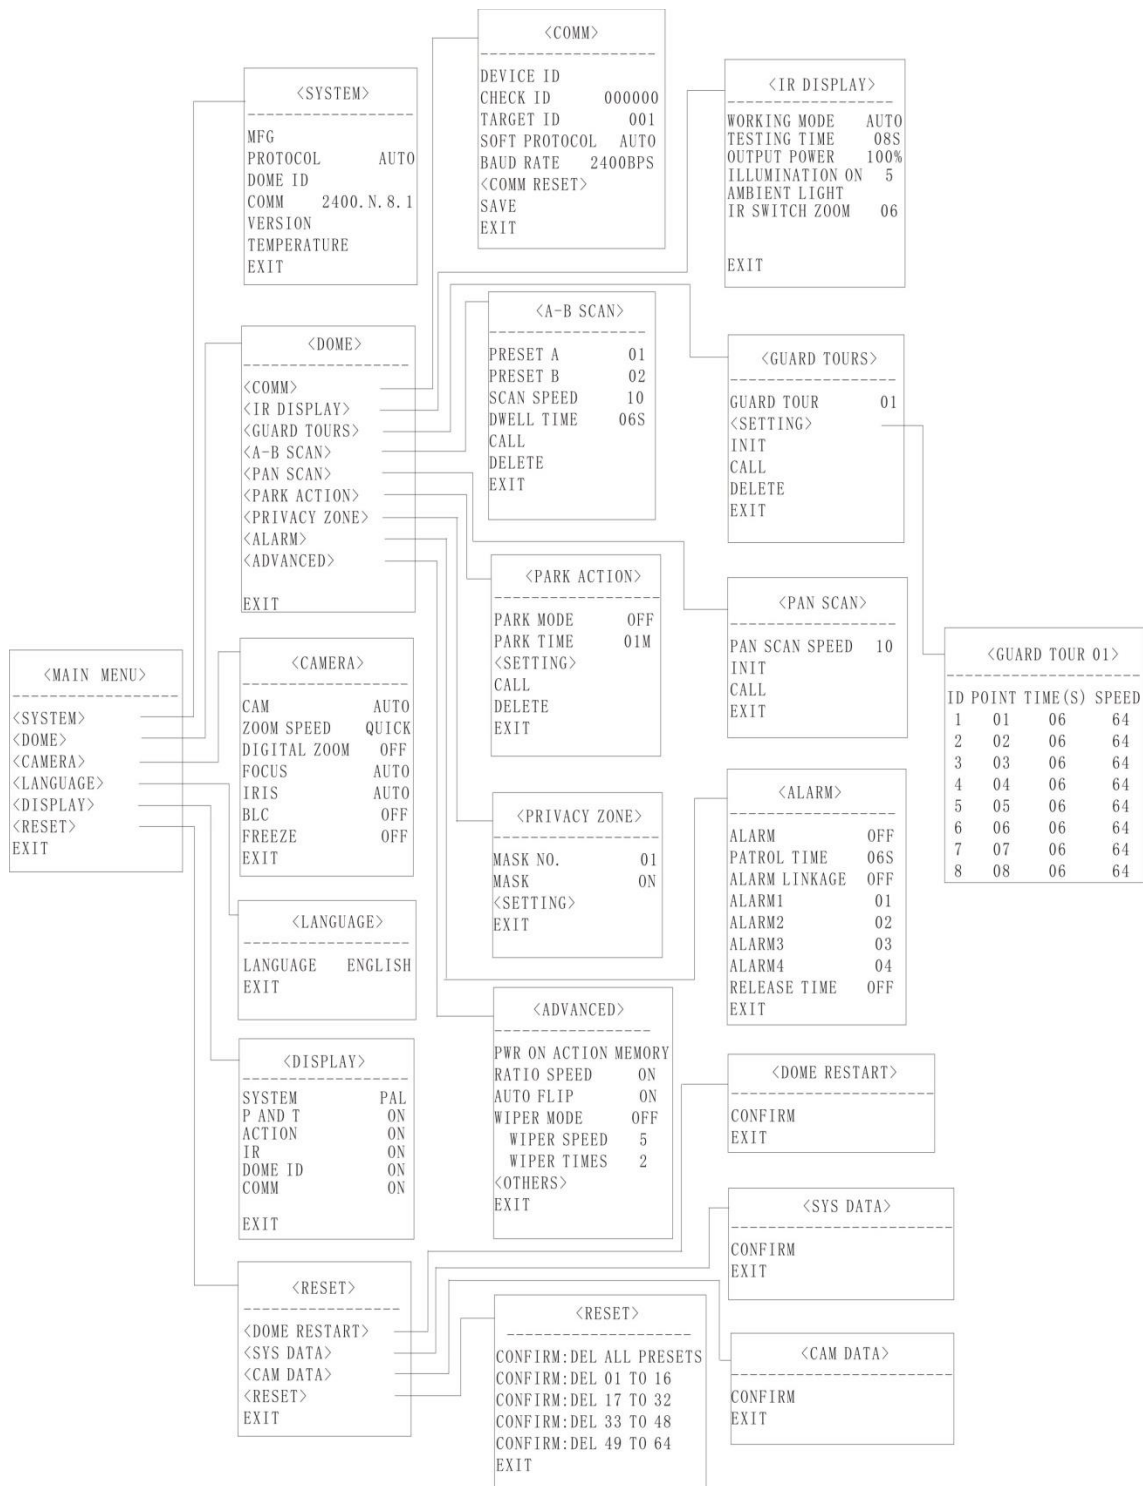 <MAIN MENU>
<SYSTEM>
<DOME>
<CAMERA>
<LANGUAGE>
<DISPLAY>
<RESET>
EXIT
<SYSTEM>
MFG
PROTOCOL AUTO
DOME ID
COMM 2400.N.8.1
VERSION
TEMPERATURE
EXIT
<DOME>
<COMM>
<IR DISPLAY>
<GUARD TOURS>
<A-B SCAN>
<PAN SCAN>
<PARK ACTION>
<PRIVACY ZONE>
<ALARM>
<ADVANCED>
EXIT
<CAMERA>
CAM AUTO
ZOOM SPEED QUICK
DIGITAL ZOOM OFF
FOCUS AUTO
IRIS AUTO
BLC OFF
FREEZE OFF
EXIT
<LANGUAGE>
LANGUAGE ENGLISH
EXIT
<DISPLAY>
SYSTEM PAL
P AND T ON
ACTION ON
IR ON
DOME ID ON
COMM ON
EXIT
<RESET>
<DOME RESTART>
<SYS DATA>
<CAM DATA>
<RESET>
EXIT
<COMM>
DEVICE ID
CHECK ID 000000
TARGET ID 001
SOFT PROTOCOL AUTO
BAUD RATE 2400BPS
<COMM RESET>
SAVE
EXIT
<A-B SCAN>
PRESET A 01
PRESET B 02
SCAN SPEED 10
DWELL TIME 06S
CALL
DELETE
EXIT
<PARK ACTION>
PARK MODE OFF
PARK TIME 01M
<SETTING>
CALL
DELETE
EXIT
<PRIVACY ZONE>
MASK NO. 01
MASK ON
<SETTING>
EXIT
<ADVANCED>
PWR ON ACTION MEMORY
RATIO SPEED ON
AUTO FLIP ON
WIPER MODE OFF
WIPER SPEED 5
WIPER TIMES 2
<OTHERS>
EXIT
<RESET>
CONFIRM:DEL ALL PRESETS
CONFIRM:DEL 01 TO 16
CONFIRM:DEL 17 TO 32
CONFIRM:DEL 33 TO 48
CONFIRM:DEL 49 TO 64
EXIT
<IR DISPLAY>
WORKING MODE AUTO
TESTING TIME 08S
OUTPUT POWER 100%
ILLUMINATION ON 5
AMBIENT LIGHT
IR SWITCH ZOOM 06
EXIT
<GUARD TOURS>
GUARD TOUR 01
<SETTING>
INIT
CALL
DELETE
EXIT
<PAN SCAN>
PAN SCAN SPEED 10
INIT
CALL
EXIT
<ALARM>
ALARM OFF
PATROL TIME 06S
ALARM LINKAGE OFF
ALARM1 01
ALARM2 02
ALARM3 03
ALARM4 04
RELEASE TIME OFF
EXIT
<DOME RESTART>
CONFIRM
EXIT
<SYS DATA>
CONFIRM
EXIT
<CAM DATA>
CONFIRM
EXIT
<GUARD TOUR 01>
ID POINT TIME(S) SPEED
1 01 06 64
2 02 06 64
3 03 06 64
4 04 06 64
5 05 06 64
6 06 06 64
7 07 06 64
8 08 06 64